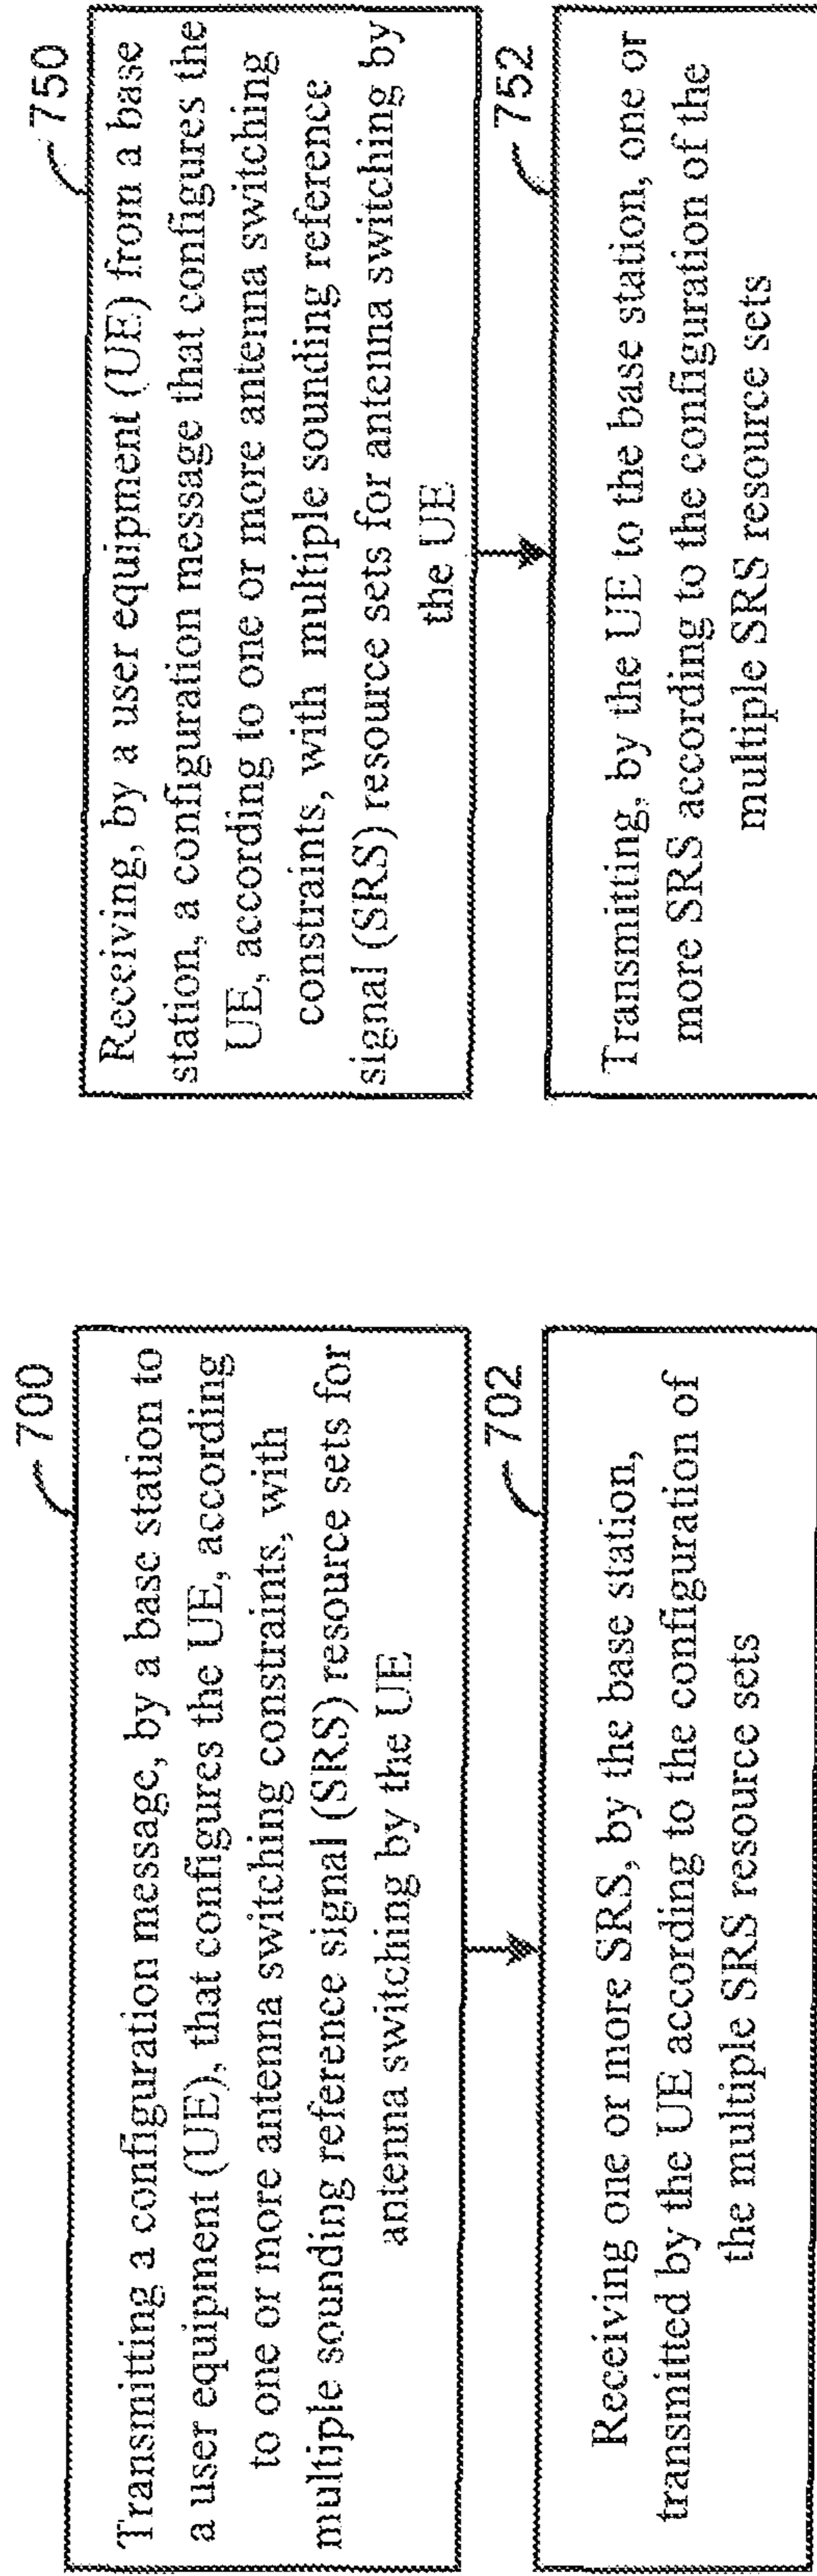 700
Transmitting a configuration message, by a base station to
a user equipment (UE), that configures the UE, according
to one or more antenna switching constraints, with
multiple sounding reference signal (SRS) resource sets for
antenna switching by the UE
702
Receiving one or more SRS, by the base station,
transmitted by the UE according to the configuration of
the multiple SRS resource sets
750
Receiving, by a user equipment (UE) from a base
station, a configuration message that configures the
UE, according to one or more antenna switching
constraints, with multiple sounding reference
signal (SRS) resource sets for antenna switching by
the UE
752
Transmitting, by the UE to the base station, one or
more SRS according to the configuration of the
multiple SRS resource sets